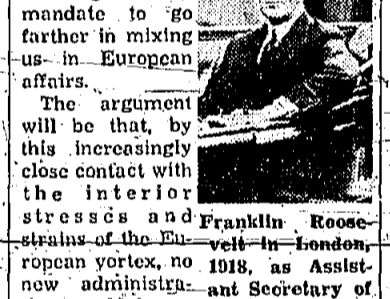 mandate to go
farther in mixing
us in European
affairs.
The argument
will be that, by
this increasingly
close contact with
the interior
stresses and
strains of the Eu-
ropean vortex, no
new administra-
Franklin Roose-
velt in London,
1918, as Assist-
ant Secretary of